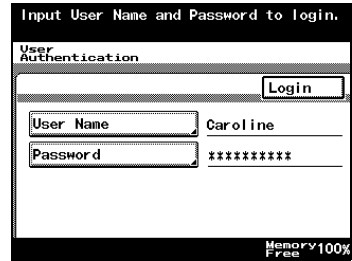 Input User Name and Password to login.
User
Authentication
Login
User Name Caroline
Password **********
Memory
Free 100%